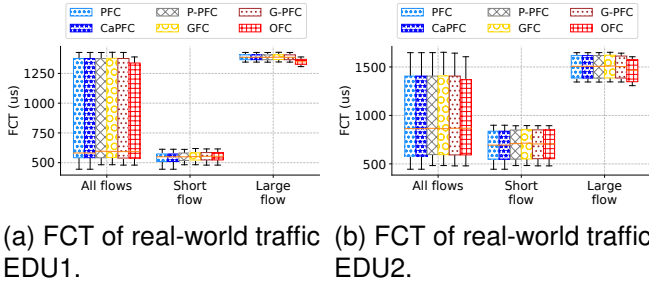 PFC P-PFC G-PFC
CaPFC GFC OFC
FCT (us)
1250
1000
750
500
All flows Short flow Large flow
PFC P-PFC G-PFC
CaPFC GFC OFC
FCT (us)
1500
1000
500
All flows Short flow Large flow
(a) FCT of real-world traffic EDU1.
(b) FCT of real-world traffic EDU2.